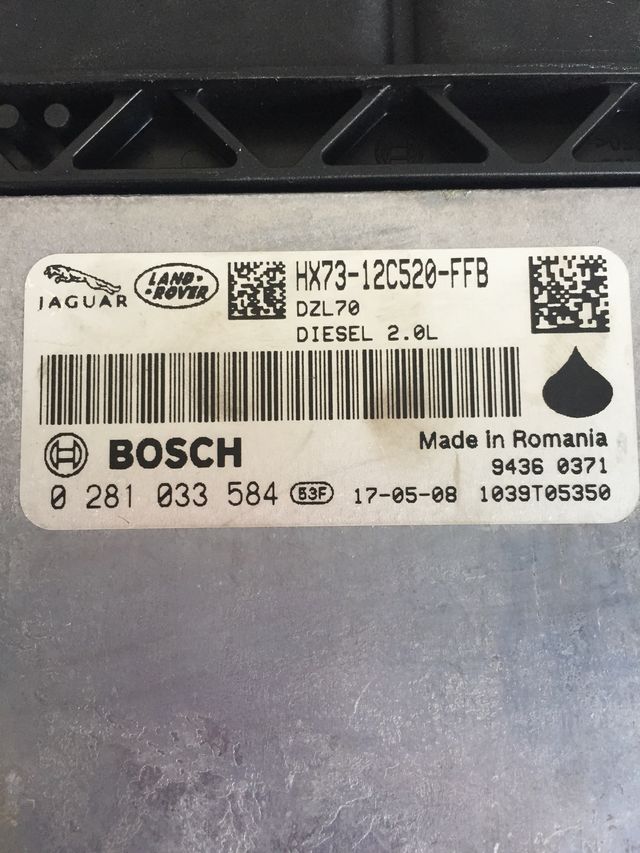 JAGUAR
LAND-
ROVER
HX73-12C520-FFB
DZL70
DIESEL 2.0L
BOSCH
Made in Romania
9436 0371
0 281 033 584 53F 17-05-08 1039T05350